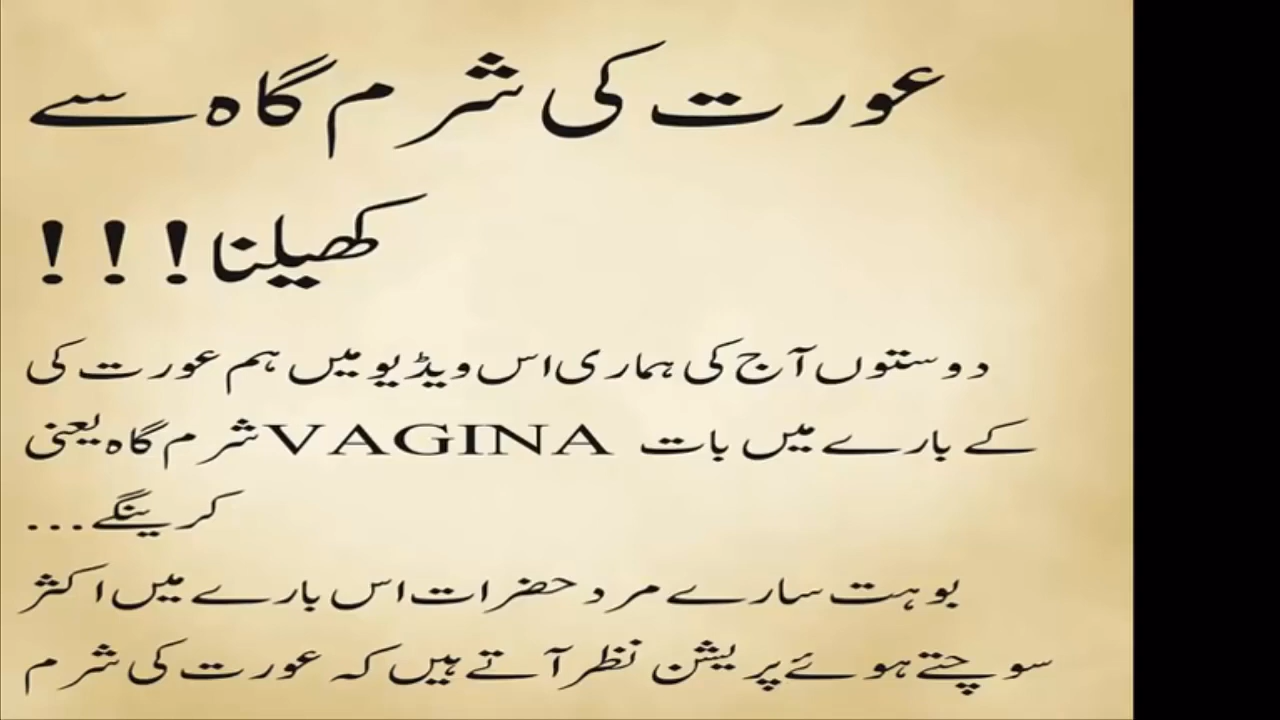 عورت کی شرم گاہ سے
کھیلنا!!!
دوستوں آج کی ہماری اس ویڈیو میں ہم عورت کی
شرم گاہ یعنی VAGINA کے بارے میں بات
کرینگے...
بوہت سارے مرد حضرات اس بارے میں اکثر
سوچتے ہوئے پریشن نظر آتے ہیں کہ عورت کی شرم